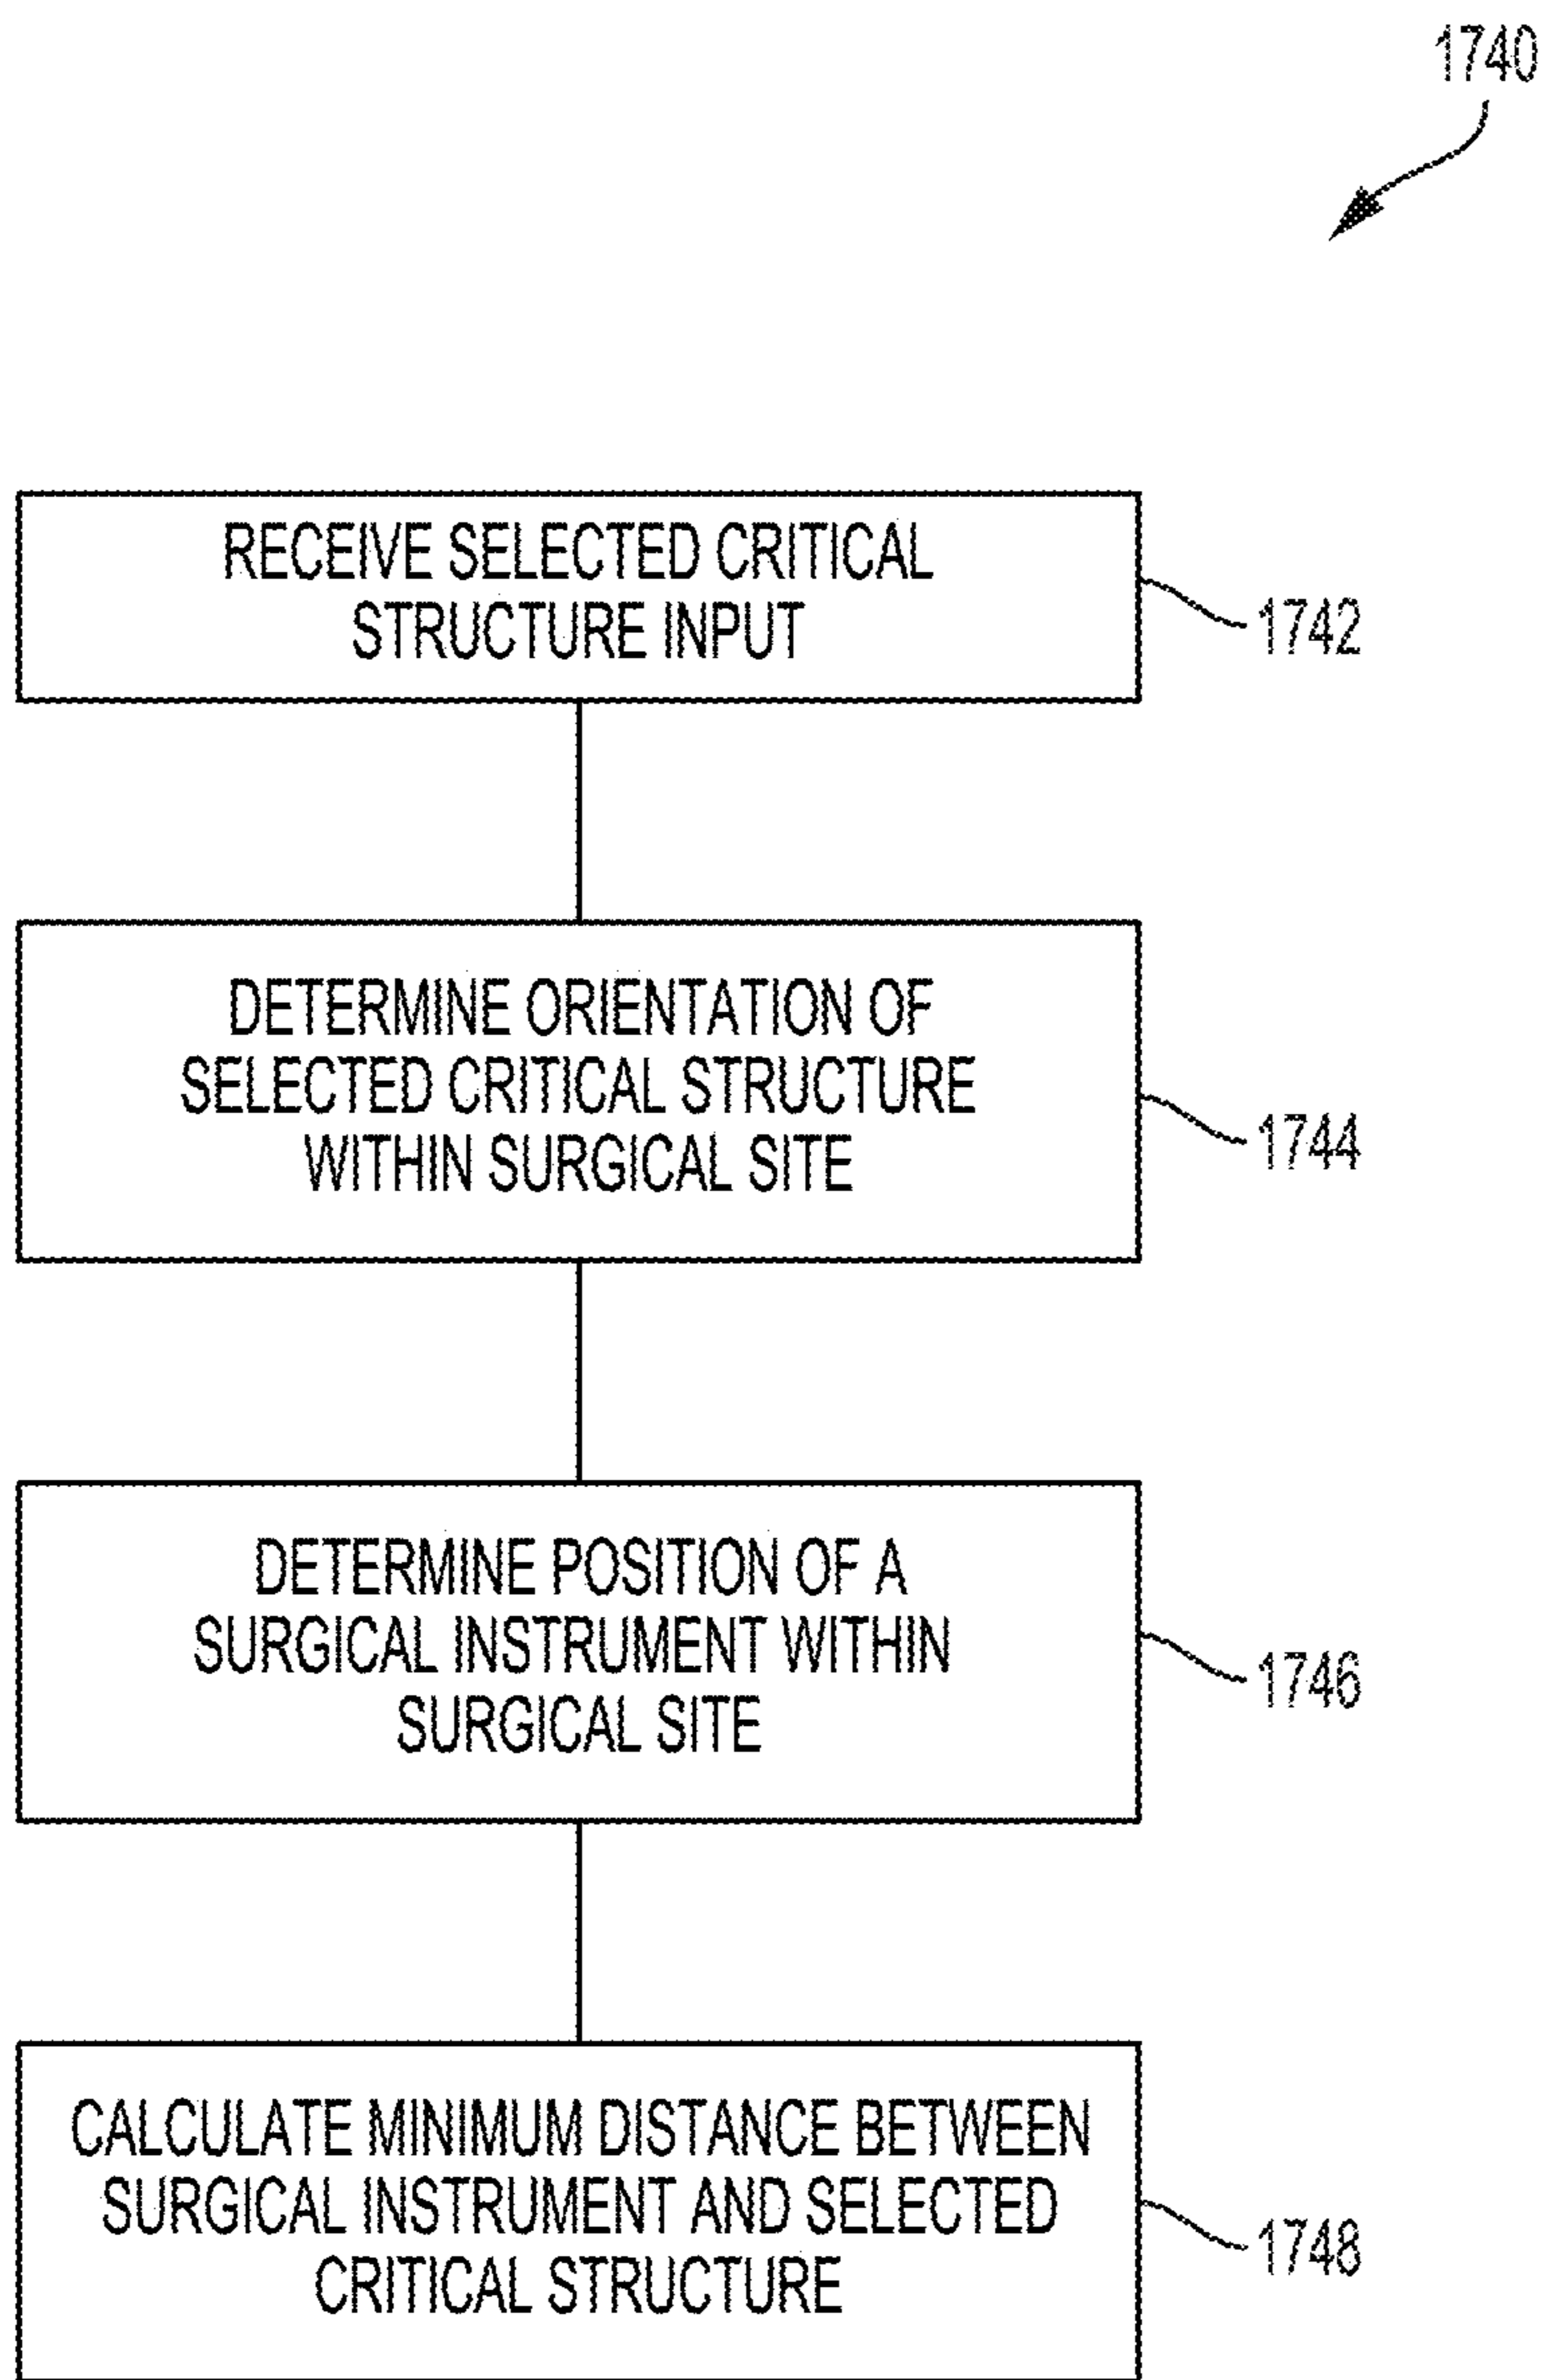 1740
RECEIVE SELECTED CRITICAL
STRUCTURE INPUT
1742
DETERMINE ORIENTATION OF
SELECTED CRITICAL STRUCTURE
WITHIN SURGICAL SITE
1744
DETERMINE POSITION OF A
SURGICAL INSTRUMENT WITHIN
SURGICAL SITE
1746
CALCULATE MINIMUM DISTANCE BETWEEN
SURGICAL INSTRUMENT AND SELECTED
CRITICAL STRUCTURE
1748